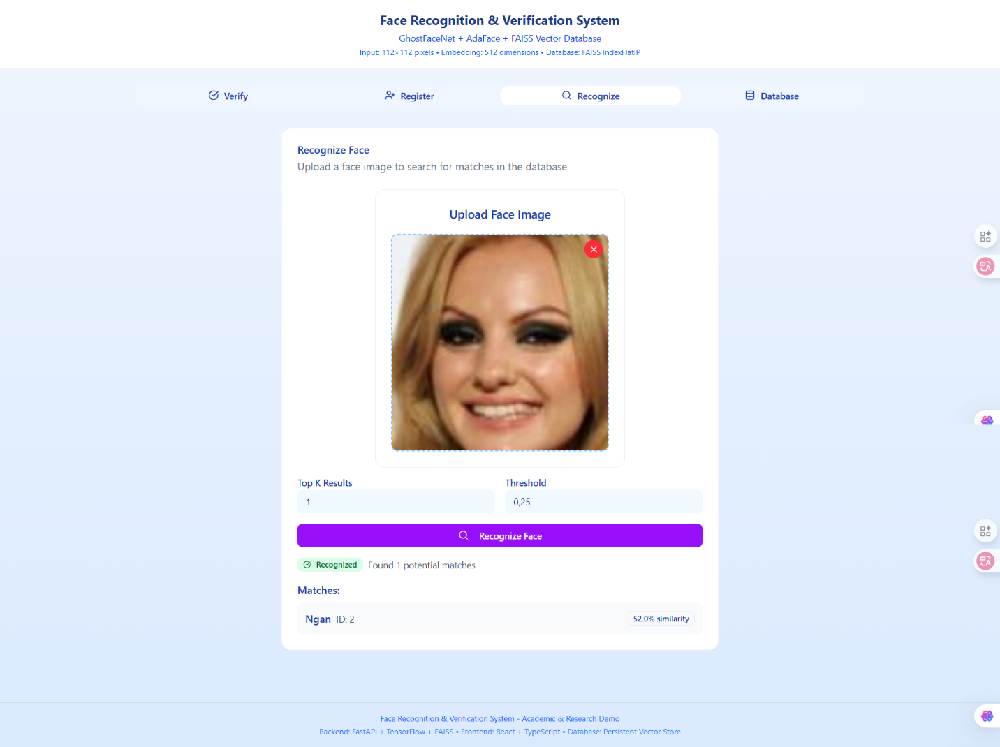 Face Recognition & Verification System
GhostFaceNet + AdaFace + FAISS Vector Database
Input: 112×112 pixels • Embedding: 512 dimensions • Database: FAISS IndexFlatIP
Verify
Register
Recognize
Database
Recognize Face
Upload a face image to search for matches in the database
Upload Face Image
Top K Results
Threshold
1
0,25
Recognize Face
Recognized
Found 1 potential matches
Matches:
Ngan ID: 2
52.0% similarity
Face Recognition & Verification System - Academic & Research Demo
Backend: FastAPI + TensorFlow + FAISS • Frontend: React + TypeScript • Database: Persistent Vector Store